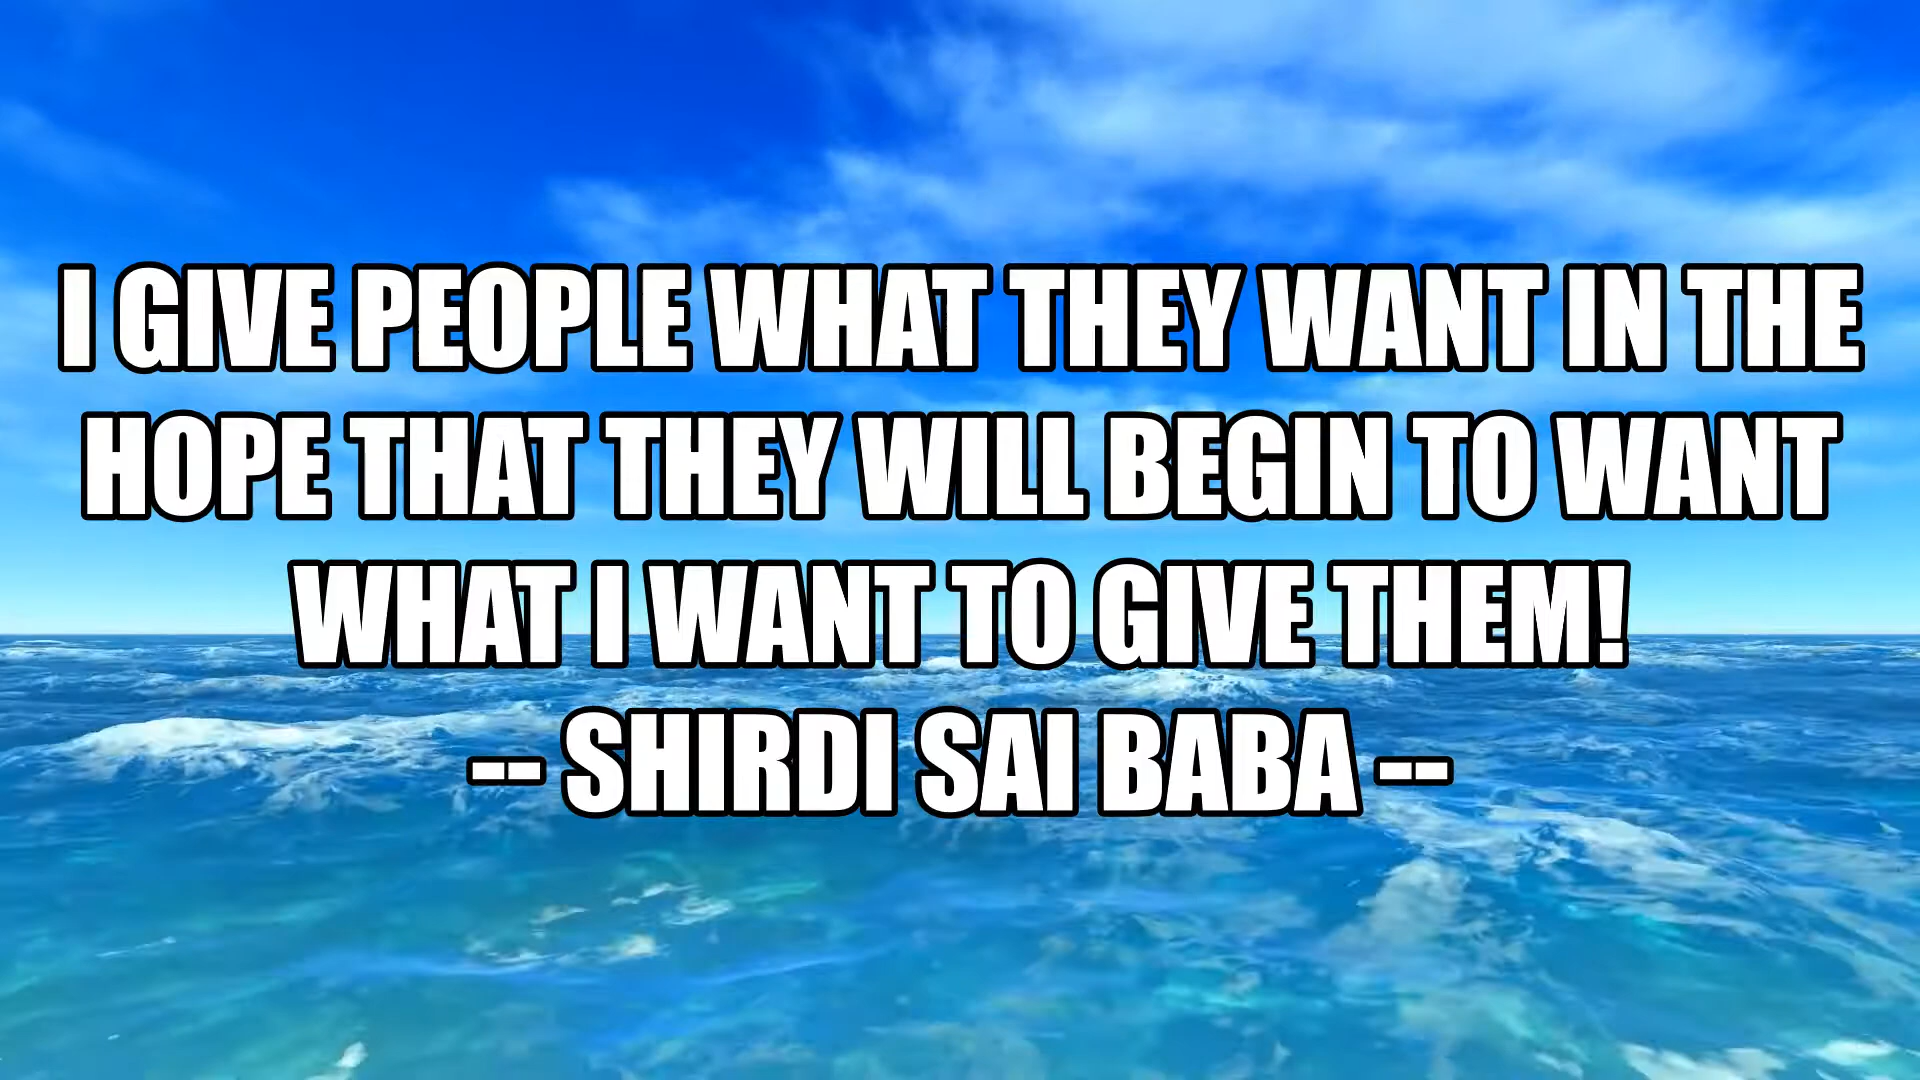 I GIVE PEOPLE WHAT THEY WANT IN THE
HOPE THAT THEY WILL BEGIN TO WANT
WHAT I WANT TO GIVE THEM!
-- SHIRDI SAI BABA --